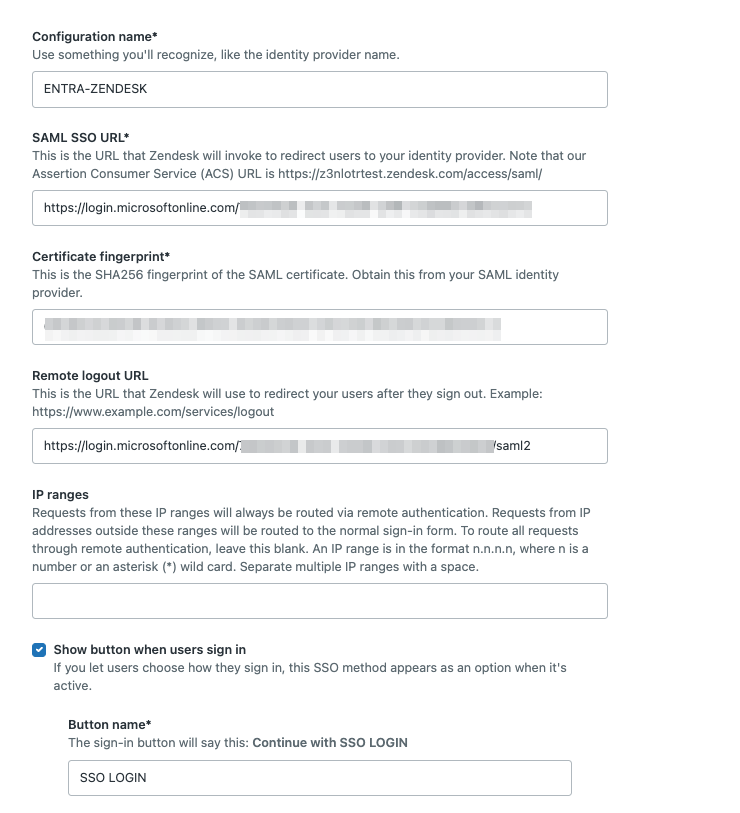 Configuration name*
Use something you'll recognize, like the identity provider name.
ENTRA-ZENDESK
SAML SSO URL*
This is the URL that Zendesk will invoke to redirect users to your identity provider. Note that our
Assertion Consumer Service (ACS) URL is https://z3nlotrtest.zendesk.com/access/saml/
https://login.microsoftonline.com/
Certificate fingerprint*
This is the SHA256 fingerprint of the SAML certificate. Obtain this from your SAML identity
provider.
Remote logout URL
This is the URL that Zendesk will use to redirect your users after they sign out. Example:
https://www.example.com/services/logout
https://login.microsoftonline.com/ /saml2
IP ranges
Requests from these IP ranges will always be routed via remote authentication. Requests from IP
addresses outside these ranges will be routed to the normal sign-in form. To route all requests
through remote authentication, leave this blank. An IP range is in the format n.n.n.n, where n is a
number or an asterisk (*) wild card. Separate multiple IP ranges with a space.
Show button when users sign in
If you let users choose how they sign in, this SSO method appears as an option when it's
active.
Button name*
The sign-in button will say this: Continue with SSO LOGIN
SSO LOGIN